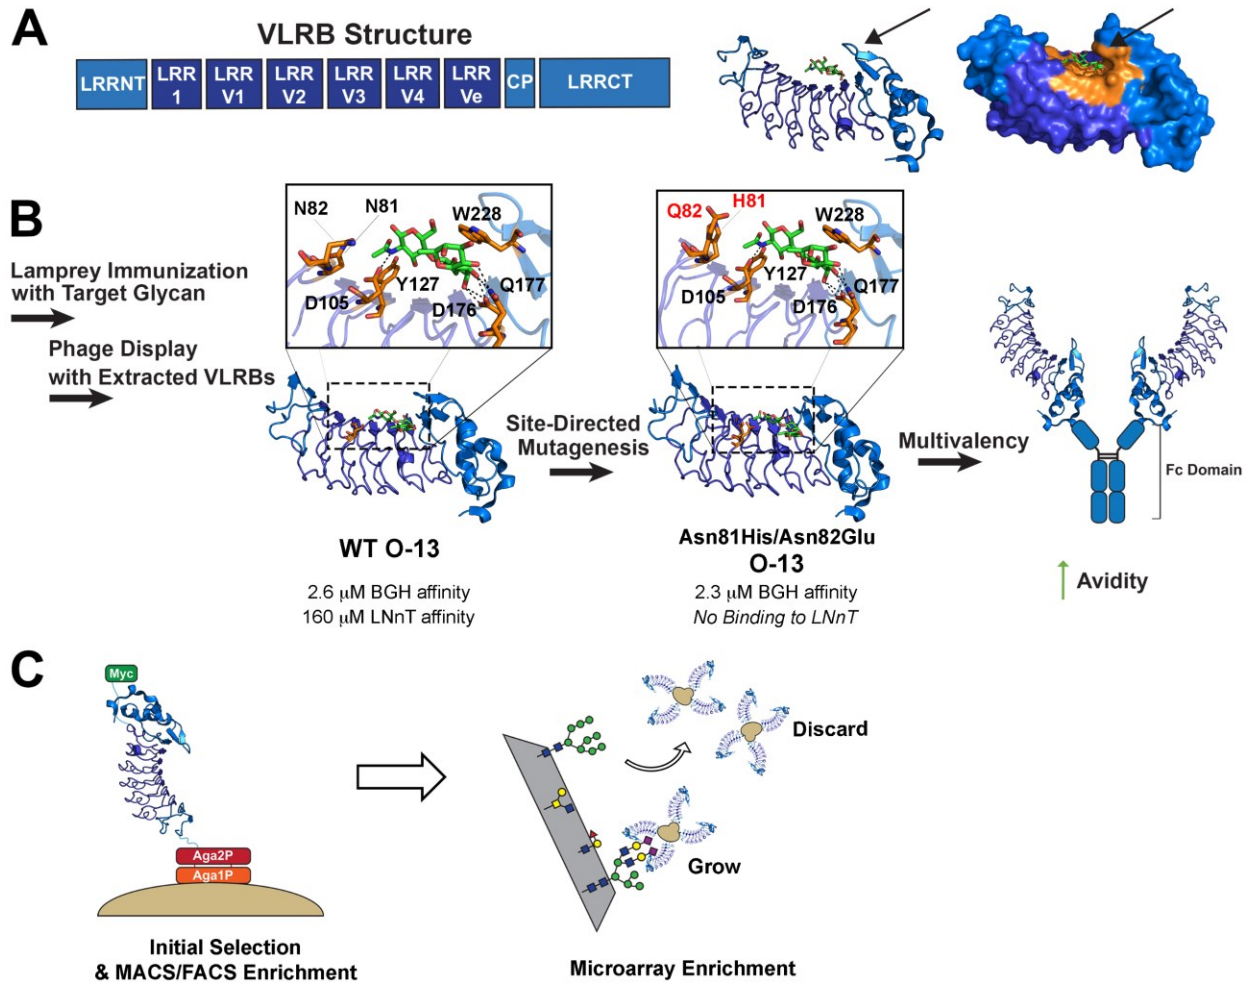 A
VLRB Structure
LRRNT
LRR
1
LRR
V1
LRR
V2
LRR
V3
LRR
V4
LRR
Ve
CP
LRRCT
B
Lamprey Immunization
with Target Glycan
Phage Display
with Extracted VLRBs
N82
N81
W228
Y127
Q177
D105
D176
WT O-13
2.6 μM BGH affinity
160 μM LNnT affinity
Site-Directed
Mutagenesis
Q82
H81
W228
Y127
Q177
D105
D176
Asn81His/Asn82Glu
O-13
2.3 μM BGH affinity
No Binding to LNnT
Multivalency
Fc Domain
Avidity
C
Myc
Aga2P
Aga1P
Initial Selection
& MACS/FACS Enrichment
Discard
Grow
Microarray Enrichment